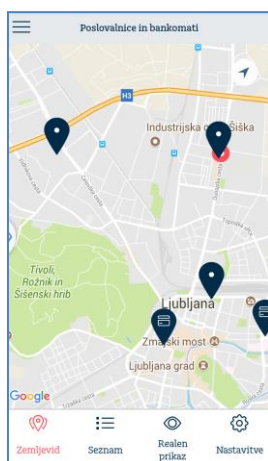 Poslovalnice in bankomati
H3
Industrijska
Šiška
Tivoli,
Rožnik in
Šišenski hrib
Ljubljana
Zmajski most
Ljubljana grad
Google
Zemljevid
Seznam
Realen
prikaz
Nastavitve